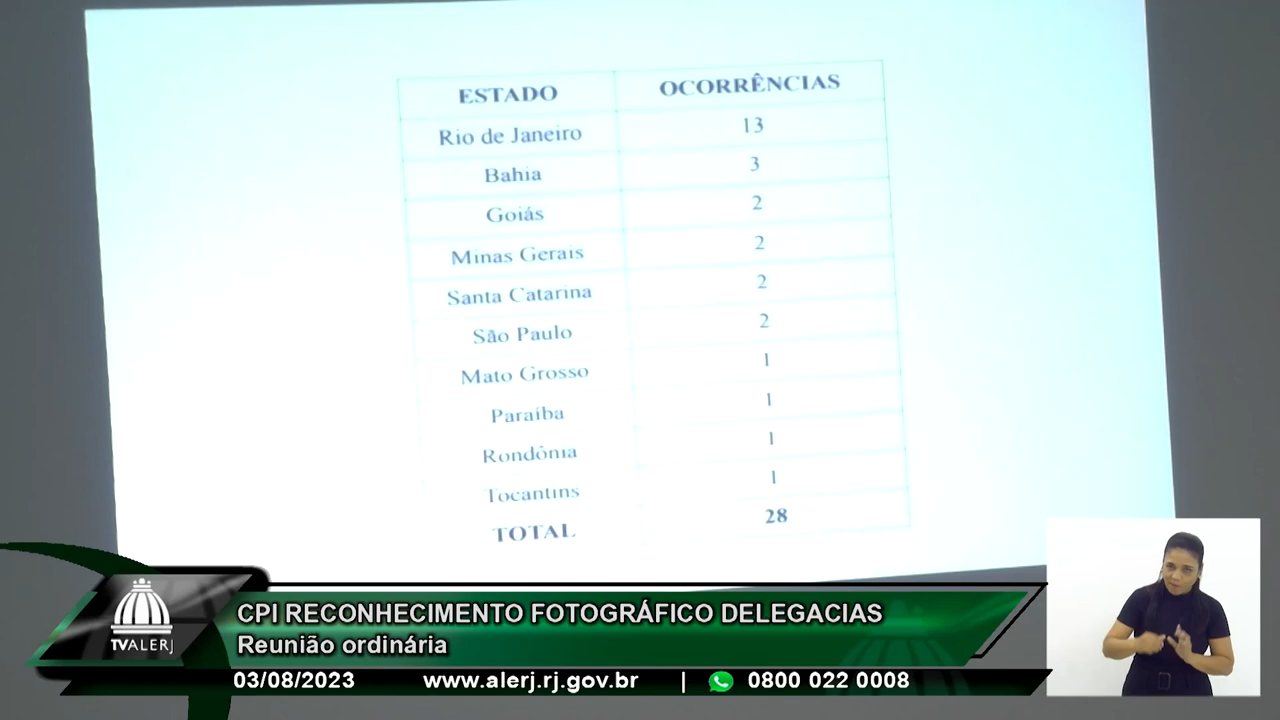 ESTADO OCORRÊNCIAS
Rio de Janeiro 13
Bahia 3
Goiás 2
Minas Gerais 2
Santa Catarina 2
São Paulo 2
Mato Grosso 1
Paraíba 1
Rondônia 1
Tocantins 1
TOTAL 28
CPI RECONHECIMENTO FOTOGRÁFICO DELEGACIAS
Reunião ordinária
TVALERJ
03/08/2023 www.alerj.rj.gov.br | 0800 022 0008